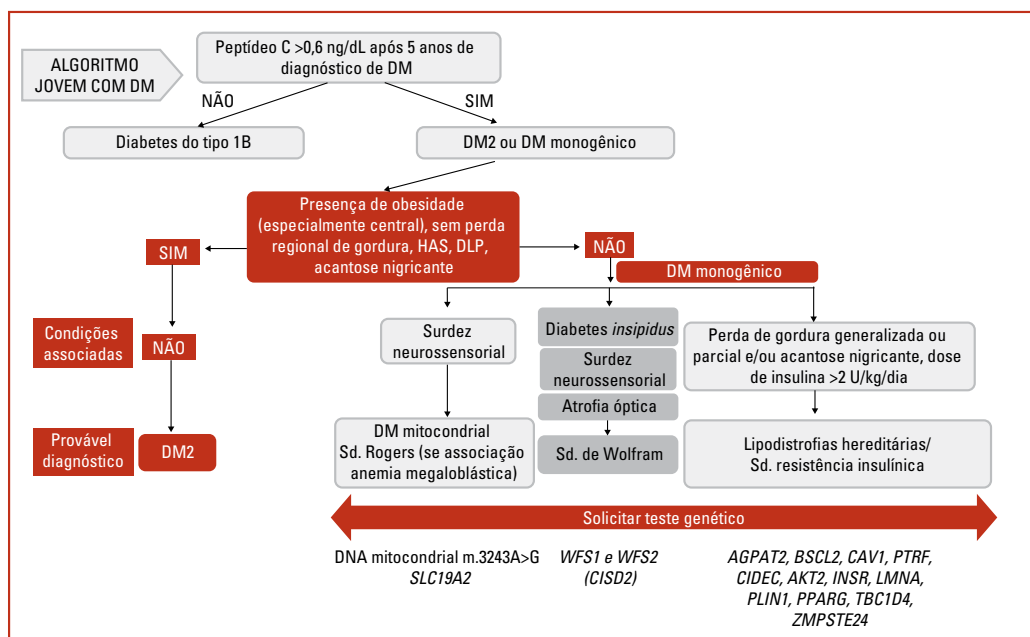 ALGORITMO
JOVEM COM DM
Peptídeo C >0,6 ng/dL após 5 anos de
diagnóstico de DM
NÃO
SIM
Diabetes do tipo 1B
DM2 ou DM monogênico
Presença de obesidade
(especialmente central), sem perda
regional de gordura, HAS, DLP,
acantose nigricante
SIM
NÃO
DM monogênico
Condições
associadas
NÃO
Surdez
neurossensorial
Diabetes insipidus
Surdez
neurossensorial
Atrofia óptica
Perda de gordura generalizada ou
parcial e/ou acantose nigricante, dose
de insulina >2 U/kg/dia
Provável
diagnóstico
DM2
DM mitocondrial
Sd. Rogers (se associação
anemia megaloblástica)
Sd. de Wolfram
Lipodistrofias hereditárias/
Sd. resistência insulínica
Solicitar teste genético
DNA mitocondrial m.3243A>G
SLC19A2
WFS1 e WFS2
(CISD2)
AGPAT2, BSCL2, CAV1, PTRF,
CIDEC, AKT2, INSR, LMNA,
PLIN1, PPARG, TBC1D4,
ZMPSTE24